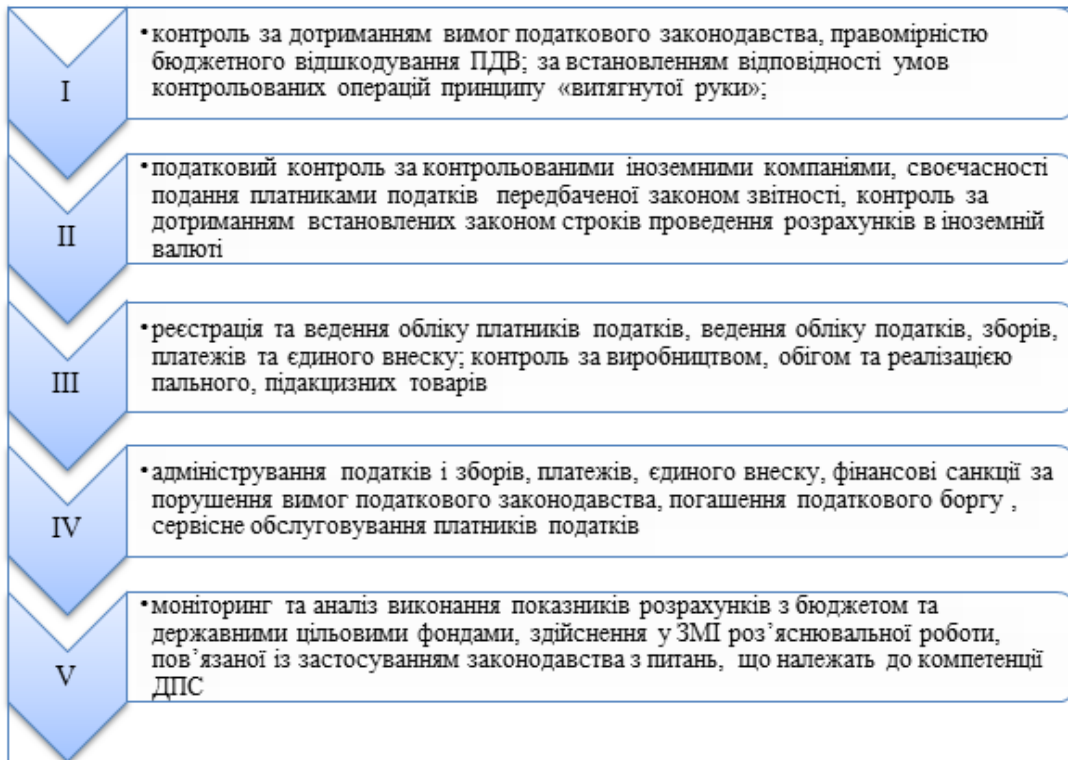 I
•контроль за дотриманням вимог податкового законодавства, правомірністю
бюджетного відшкодування ПДВ; за встановленням відповідності умов
контрольованих операцій принципу «витягнутої руки»;
II
•податковий контроль за контрольованими іноземними компаніями, своєчасності
подання платниками податків передбаченої законом звітності, контроль за
дотриманням встановлених законом строків проведення розрахунків в іноземній
валюті
III
•реєстрація та ведення обліку платників податків, ведення обліку податків, зборів,
платежів та єдиного внеску; контроль за виробництвом, обігом та реалізацією
пального, підакцизних товарів
IV
•адміністрування податків і зборів, платежів, єдиного внеску, фінансові санкції за
порушення вимог податкового законодавства, погашення податкового боргу ,
сервісне обслуговування платників податків
V
•моніторинг та аналіз виконання показників розрахунків з бюджетом та
державними цільовими фондами, здійснення у ЗМІ роз’яснювальної роботи,
пов’язаної із застосуванням законодавства з питань, що належать до компетенції
ДПС